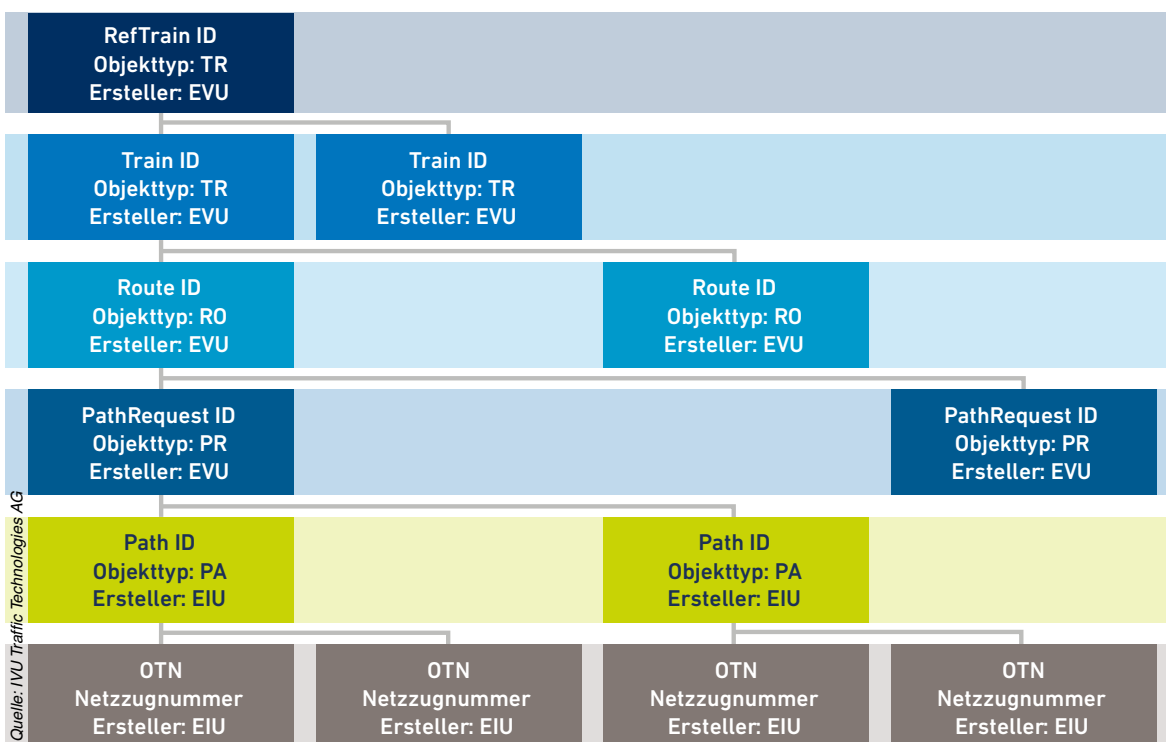 RefTrain ID
Objekttyp: TR
Ersteller: EVU
Train ID
Objekttyp: TR
Ersteller: EVU
Train ID
Objekttyp: TR
Ersteller: EVU
Route ID
Objekttyp: RO
Ersteller: EVU
Route ID
Objekttyp: RO
Ersteller: EVU
PathRequest ID
Objekttyp: PR
Ersteller: EVU
PathRequest ID
Objekttyp: PR
Ersteller: EVU
Path ID
Objekttyp: PA
Ersteller: EIU
Path ID
Objekttyp: PA
Ersteller: EIU
OTN
Netzzugnummer
Ersteller: EIU
OTN
Netzzugnummer
Ersteller: EIU
OTN
Netzzugnummer
Ersteller: EIU
OTN
Netzzugnummer
Ersteller: EIU
Quelle: IVU Traffic Technologies AG